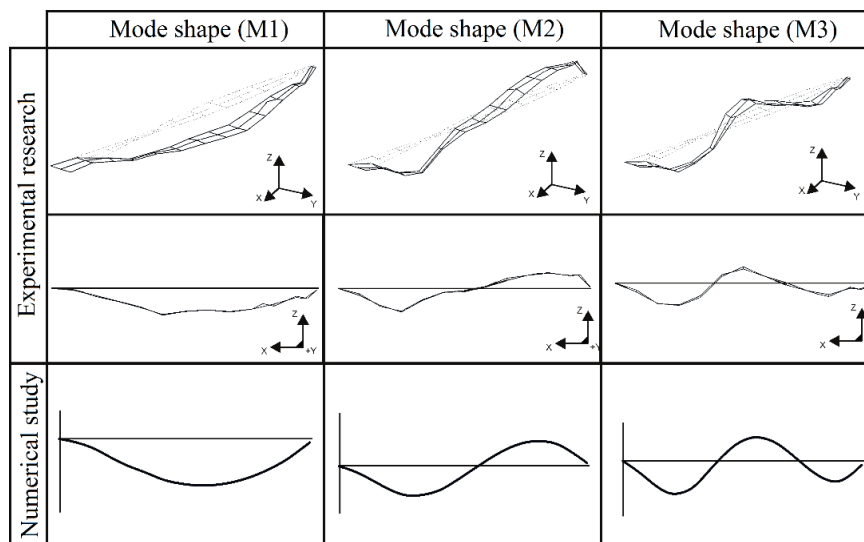 Mode shape (M1)
Mode shape (M2)
Mode shape (M3)
Experimental research
Z
X
Y
Z
X
Y
Z
X
Y
Z
X
+Y
Z
X
+Y
Z
X
Numerical study